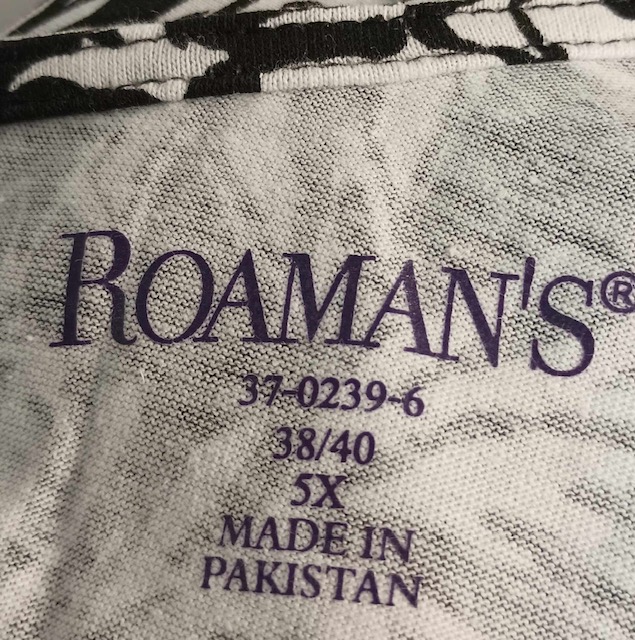 ROAMAN'S®
37-0239-6
38/40
5X
MADE IN
PAKISTAN